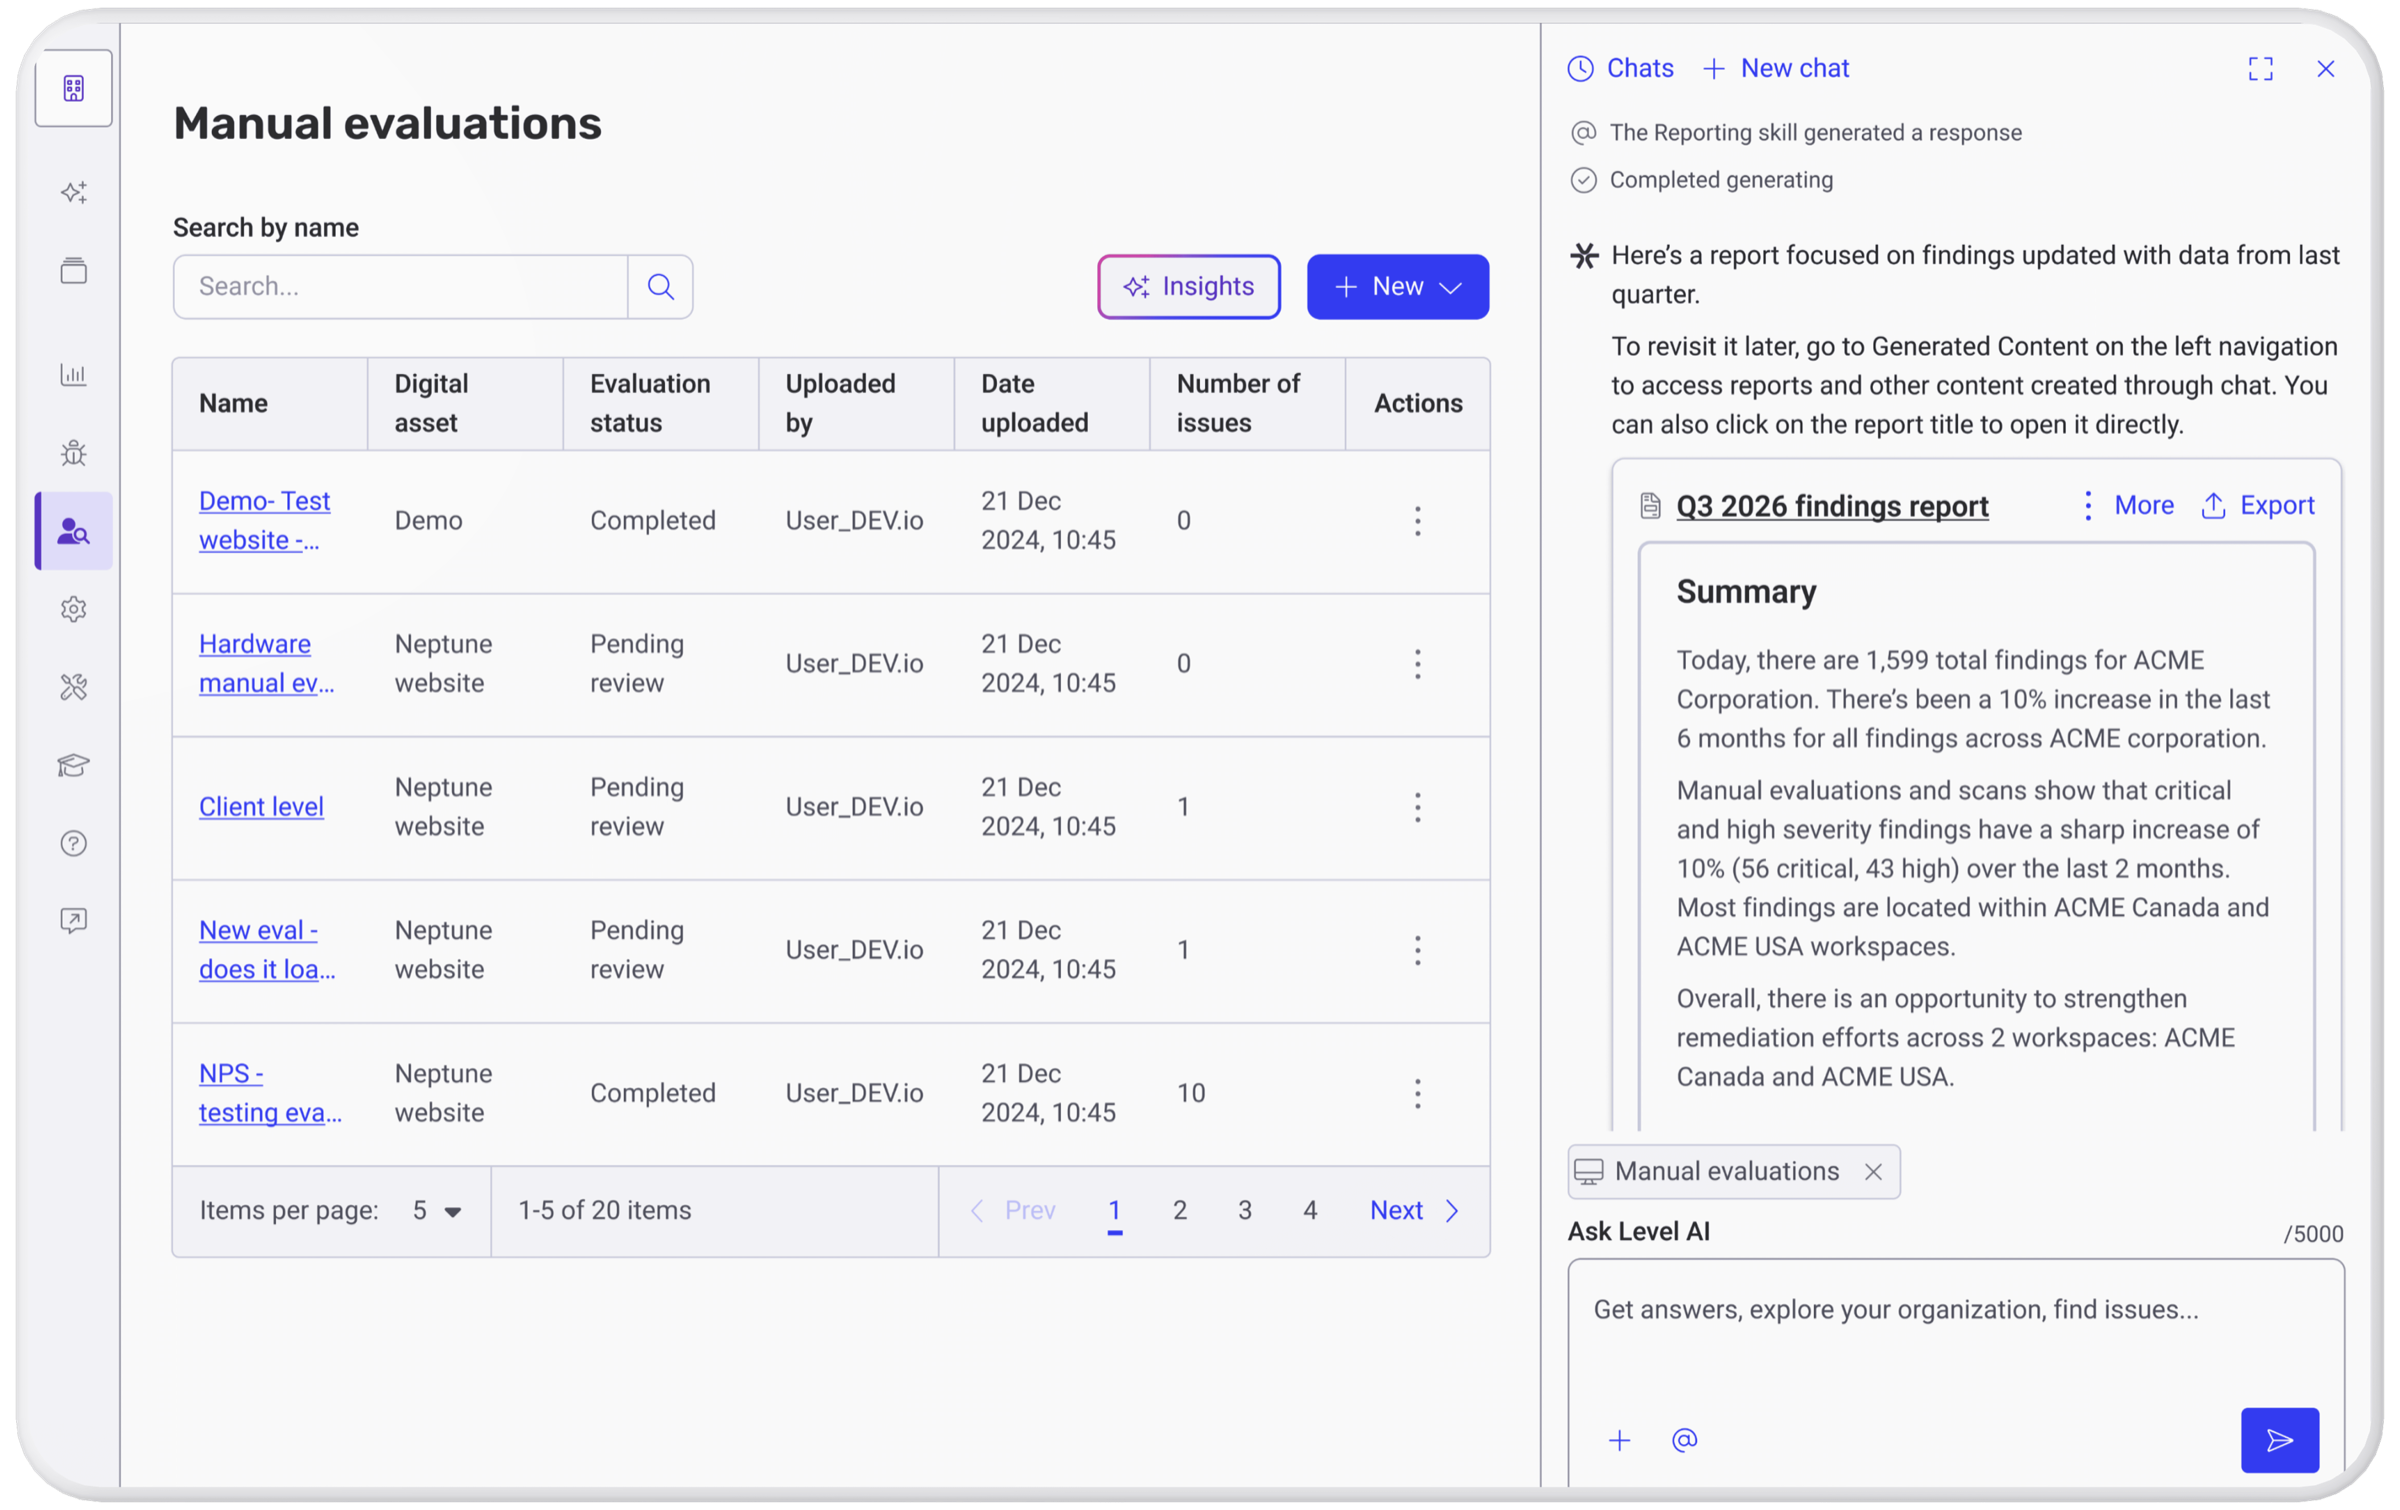 Manual evaluations
Search by name
Search...
Insights
New
Name
Digital
asset
Evaluation
status
Uploaded
by
Date
uploaded
Number of
issues
Actions
Demo- Test
website -...
Demo
Completed
User_DEV.io
21 Dec
2024, 10:45
0
Hardware
manual ev...
Neptune
website
Pending
review
User_DEV.io
21 Dec
2024, 10:45
0
Client level
Neptune
website
Pending
review
User_DEV.io
21 Dec
2024, 10:45
1
New eval -
does it loa...
Neptune
website
Pending
review
User_DEV.io
21 Dec
2024, 10:45
1
NPS -
testing eva...
Neptune
website
Completed
User_DEV.io
21 Dec
2024, 10:45
10
Items per page: 5
1-5 of 20 items
Prev 1 2 3 4 Next
Chats + New chat
The Reporting skill generated a response
Completed generating
Here’s a report focused on findings updated with data from last
quarter.
To revisit it later, go to Generated Content on the left navigation
to access reports and other content created through chat. You
can also click on the report title to open it directly.
Q3 2026 findings report
More
Export
Summary
Today, there are 1,599 total findings for ACME
Corporation. There’s been a 10% increase in the last
6 months for all findings across ACME corporation.
Manual evaluations and scans show that critical
and high severity findings have a sharp increase of
10% (56 critical, 43 high) over the last 2 months.
Most findings are located within ACME Canada and
ACME USA workspaces.
Overall, there is an opportunity to strengthen
remediation efforts across 2 workspaces: ACME
Canada and ACME USA.
Manual evaluations
Ask Level AI
/5000
Get answers, explore your organization, find issues...